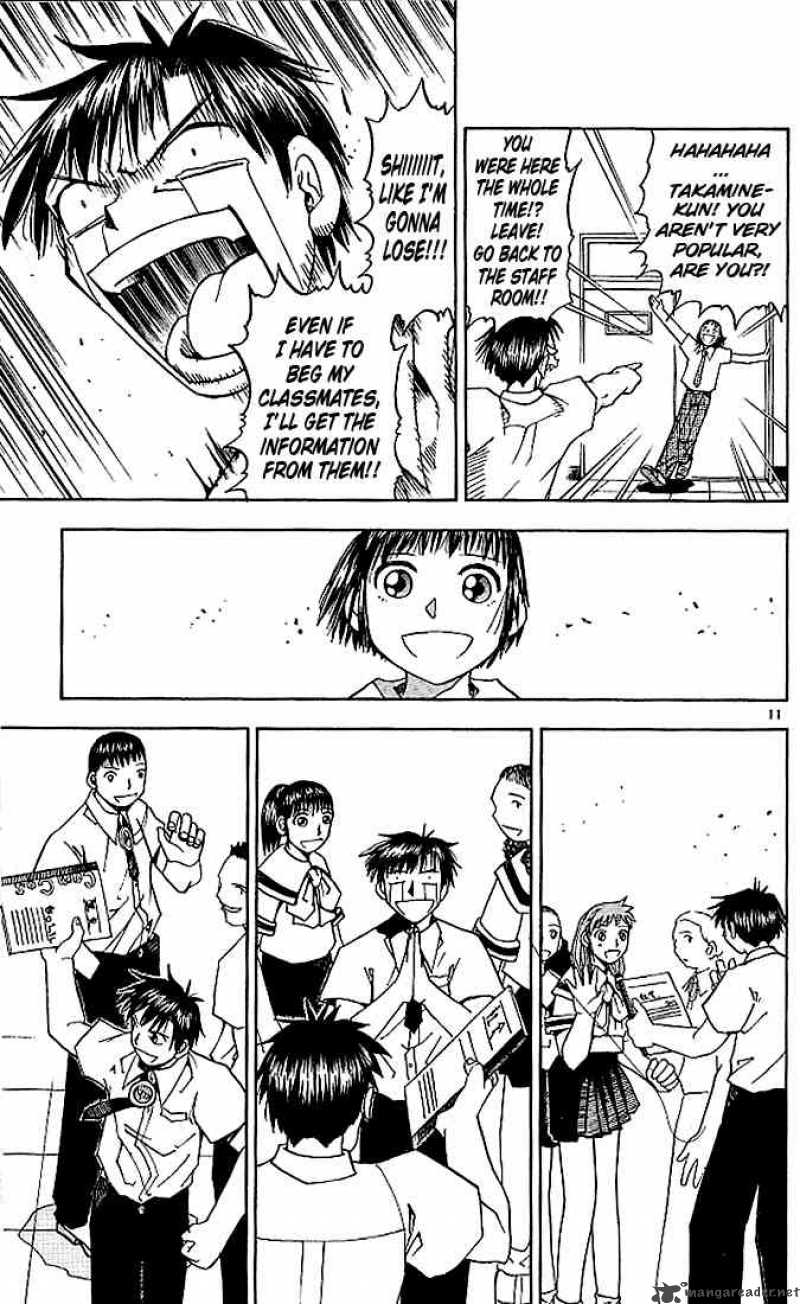 HAHAHAHA
...
TAKAMINE-
KUN! YOU
AREN'T VERY
POPULAR,
ARE YOU?!
YOU
WERE HERE
THE WHOLE
TIME!?
LEAVE!
GO BACK TO
THE STAFF
ROOM!!
SHIIIIIIT,
LIKE I'M
GONNA
LOSE!!!
EVEN IF
I HAVE TO
BEG MY
CLASSMATES,
I'LL GET THE
INFORMATION
FROM THEM!!
11
mangareader.net